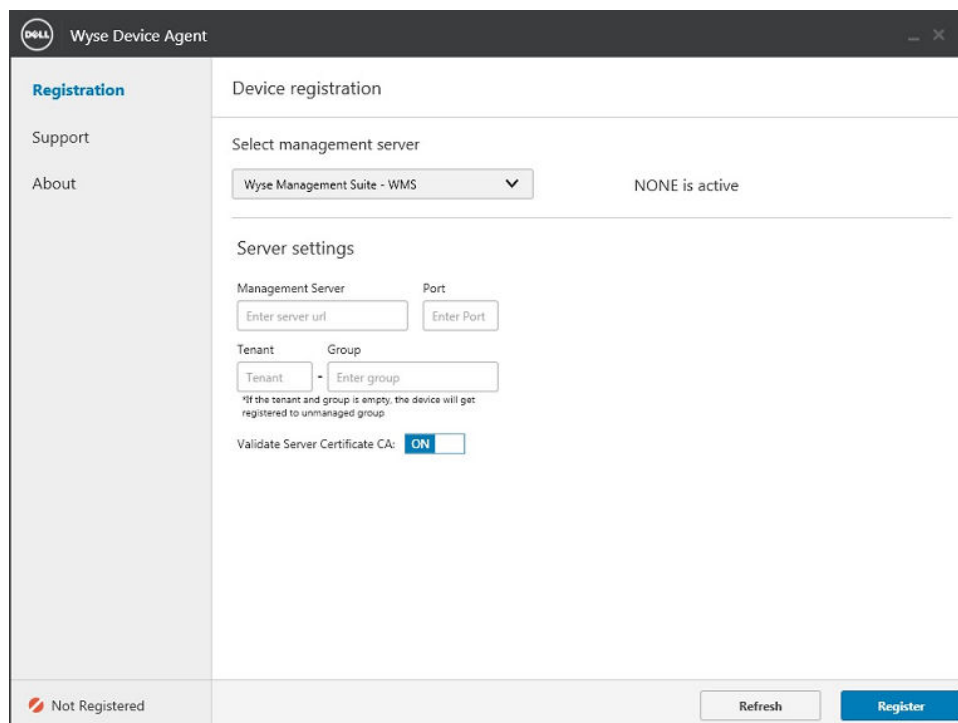 DELL
Wyse Device Agent
Registration
Support
About
Device registration
Select management server
Wyse Management Suite - WMS
NONE is active
Server settings
Management Server
Port
Enter server url
Enter Port
Tenant
Group
Tenant
-
Enter group
*If the tenant and group is empty, the device will get
registered to unmanaged group
Validate Server Certificate CA:
ON
Not Registered
Refresh
Register